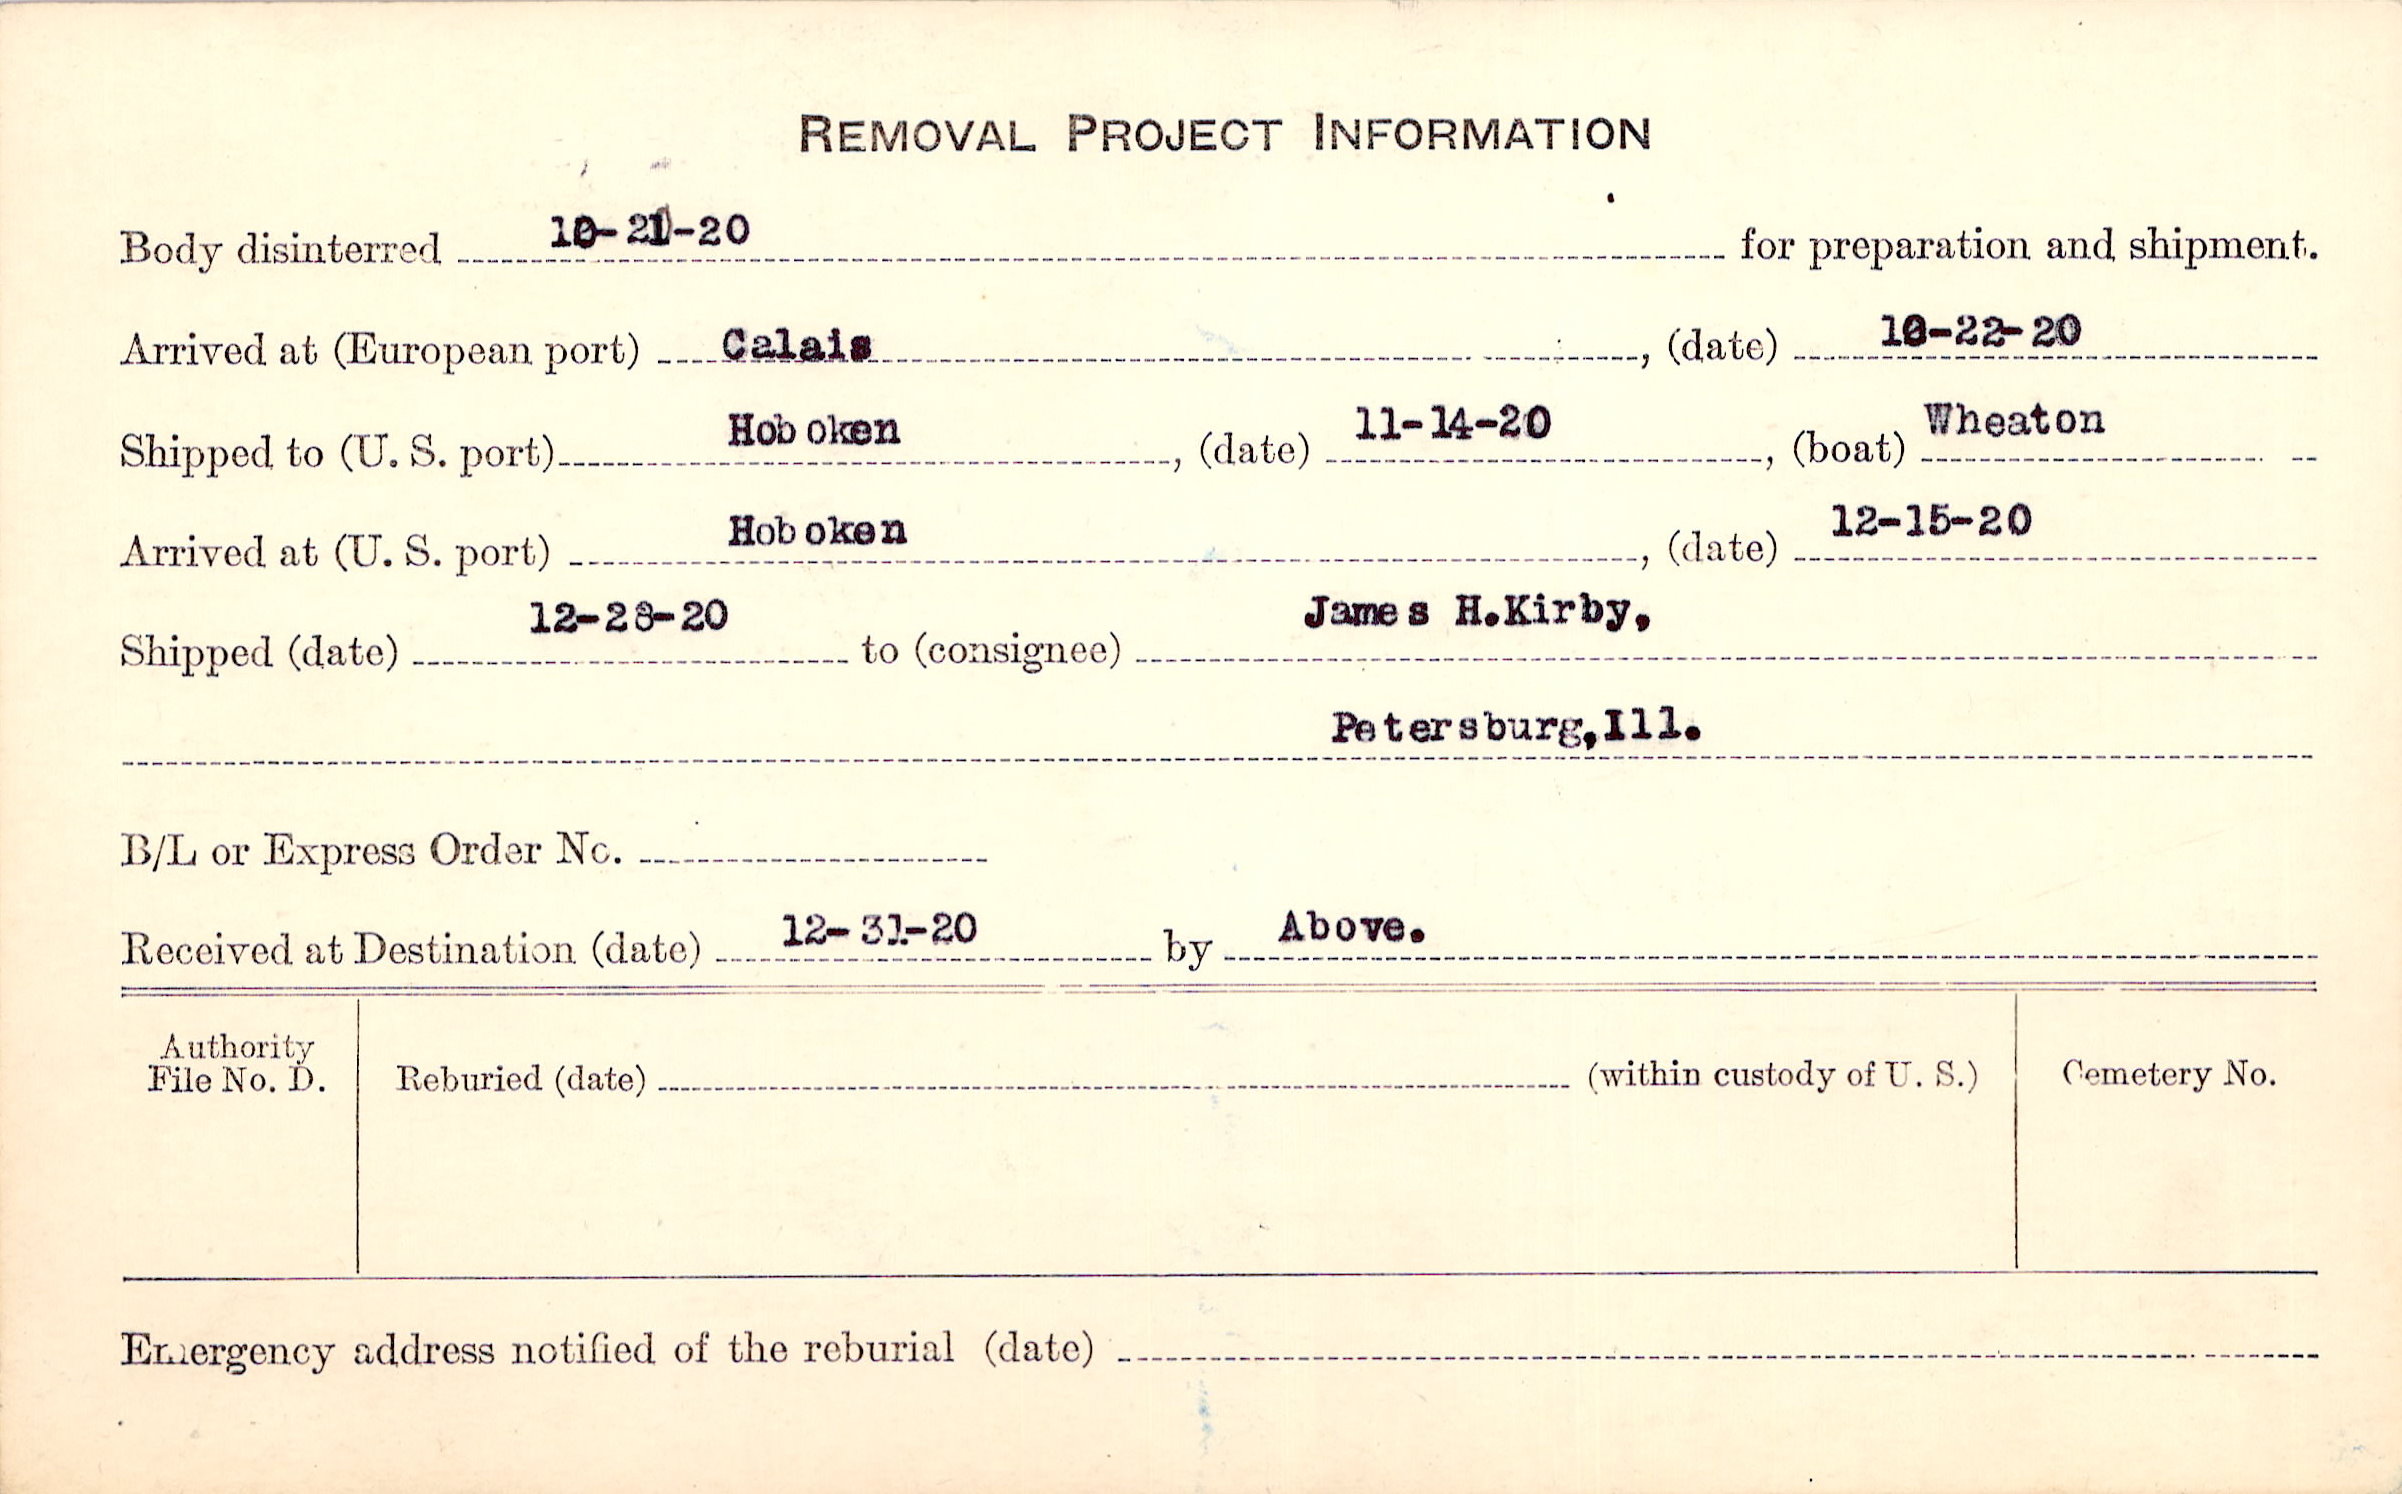 REMOVAL PROJECT INFORMATION
Body disinterred 10-21-20 for preparation and shipment.
Arrived at (European port) Calais, (date) 10-22-20
Shipped to (U. S. port) Hoboken, (date) 11-14-20, (boat) Wheaton
Arrived at (U. S. port) Hoboken, (date) 12-15-20
Shipped (date) 12-28-20 to (consignee) James H.Kirby,
Petersburg,Ill.
B/L or Express Order No.
Received at Destination (date) 12-31-20 by Above.
Authority
File No. D.
Reburied (date) (within custody of U. S.)
Cemetery No.
Emergency address notified of the reburial (date)